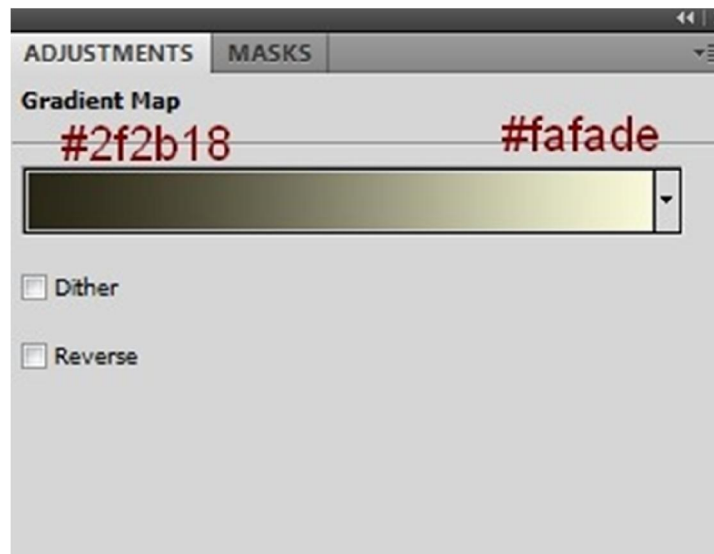 ADJUSTMENTS MASKS
Gradient Map
#2f2b18 #fafade
Dither
Reverse